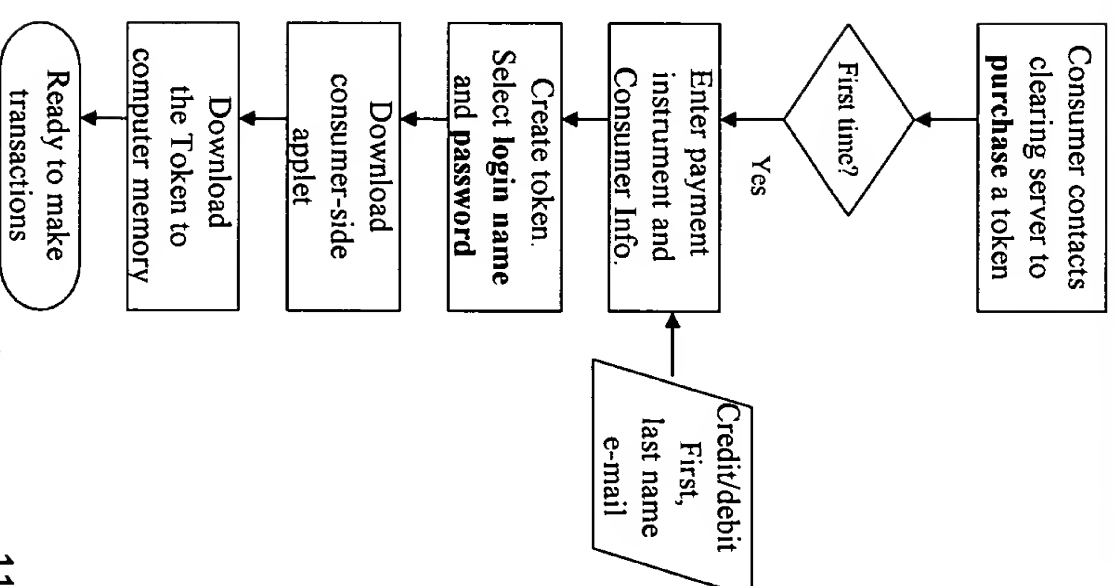 Consumer contacts
clearing server to
purchase a token
First time?
Yes
Enter payment
instrument and
Consumer Info.
Credit/debit
First,
last name
e-mail
Create token.
Select login name
and password
Download
consumer-side
applet
Download
the Token to
computer memory
Ready to make
transactions
11